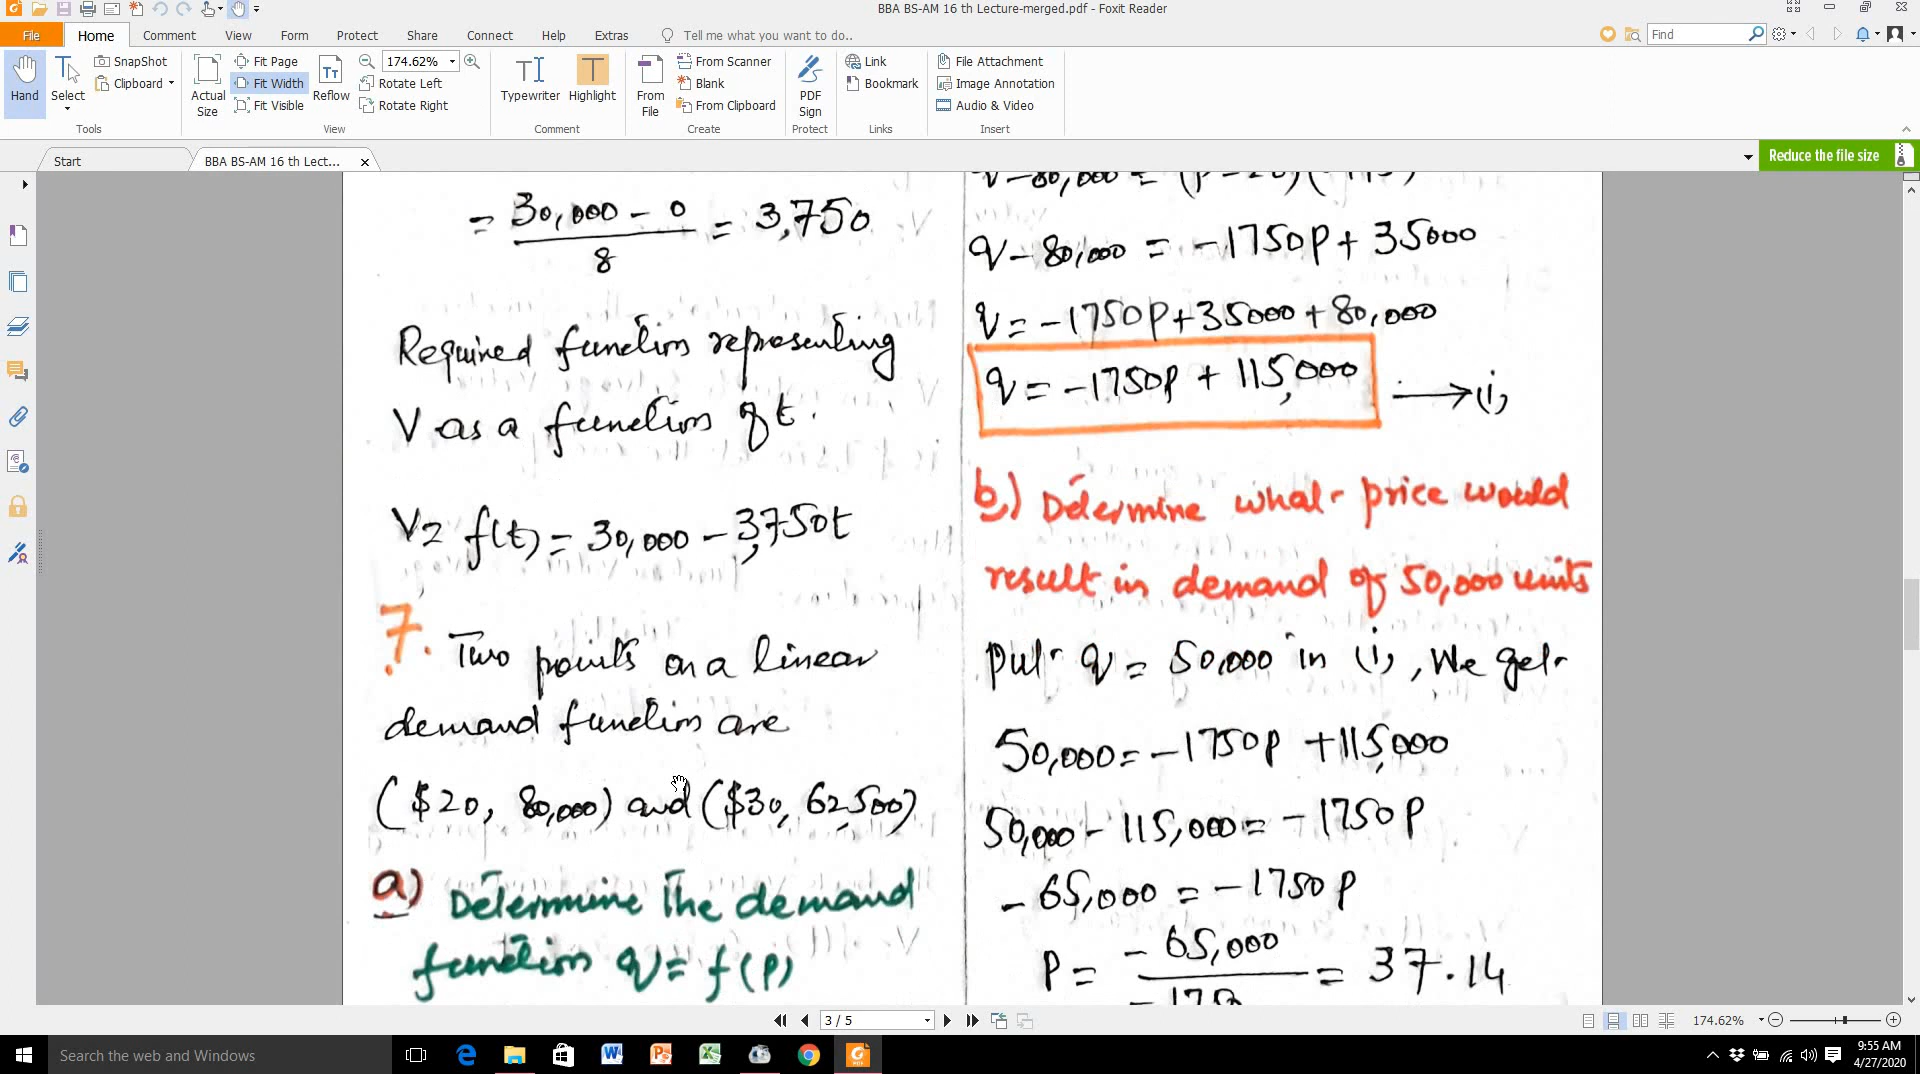 BBA BS-AM 16 th Lecture-merged.pdf - Foxit Reader
File Home Comment View Form Protect Share Connect Help Extras Tell me what you want to do.. Find
Hand
Select
SnapShot
Clipboard
Tools
Actual Size
Fit Page
Fit Width
Fit Visible
Reflow
174.62%
Rotate Left
Rotate Right
View
Typewriter
Highlight
Comment
From File
From Scanner
Blank
From Clipboard
Create
PDF Sign
Protect
Link
Bookmark
Links
File Attachment
Image Annotation
Audio & Video
Insert
Start
BBA BS-AM 16 th Lect...
Reduce the file size
= 30,000 - 0 / 8 = 3,750
Required function representing
V as a function of t.
V = f(t) = 30,000 - 3,750t
7. Two points on a linear
demand function are
($20, 80,000) and ($30, 62,500)
a) Determine The demand
function q = f(p)
q - 80,000 = -1750p + 35000
q = -1750p + 35000 + 80,000
q = -1750p + 115,000 → (i)
b.) Determine what price would
result in demand of 50,000 units
put q = 50,000 in (i), We get
50,000 = -1750p + 115,000
50,000 - 115,000 = -1750p
- 65,000 = -1750p
P = -65,000 / -1750 = 37.14
3 / 5
174.62%
Search the web and Windows
9:55 AM
4/27/2020